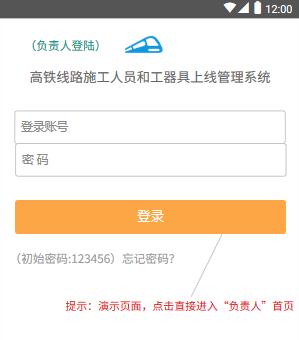 12:00
（负责人登陆）
高铁线路施工人员和工器具上线管理系统
登录账号
密 码
登录
（初始密码:123456）忘记密码?
提示：演示页面，点击直接进入“负责人”首页